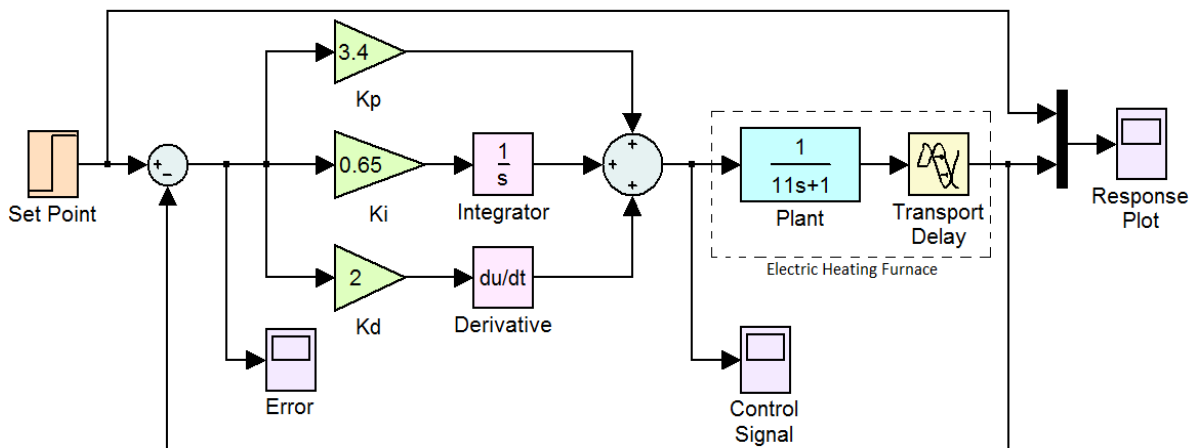 3.4
Kp
Set Point
+
−
0.65
Ki
1
s
Integrator
2
Kd
du/dt
Derivative
Error
+
+
+
1
11s+1
Plant
Transport
Delay
Electric Heating Furnace
Control
Signal
Response
Plot